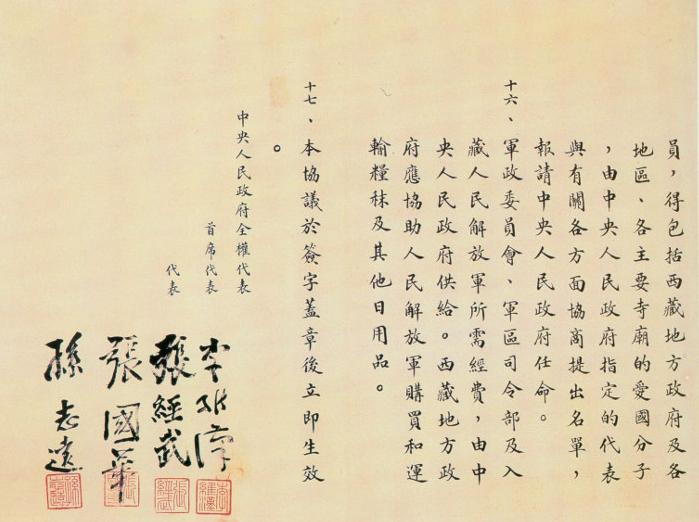 員，得包括西藏地方政府及各
地區、各主要寺廟的愛國分子
，由中央人民政府指定的代表
與有關各方面協商提出名單，
報請中央人民政府任命。
十六、軍政委員會、軍區司令部及入
藏人民解放軍所需經費，由中
央人民政府供給。西藏地方政
府應協助人民解放軍購買和運
輸糧秣及其他日用品。
十七、本協議於簽字蓋章後立即生效
。
中央人民政府全權代表
首席代表
代表
李維漢
張經武
張國華
孫志遠